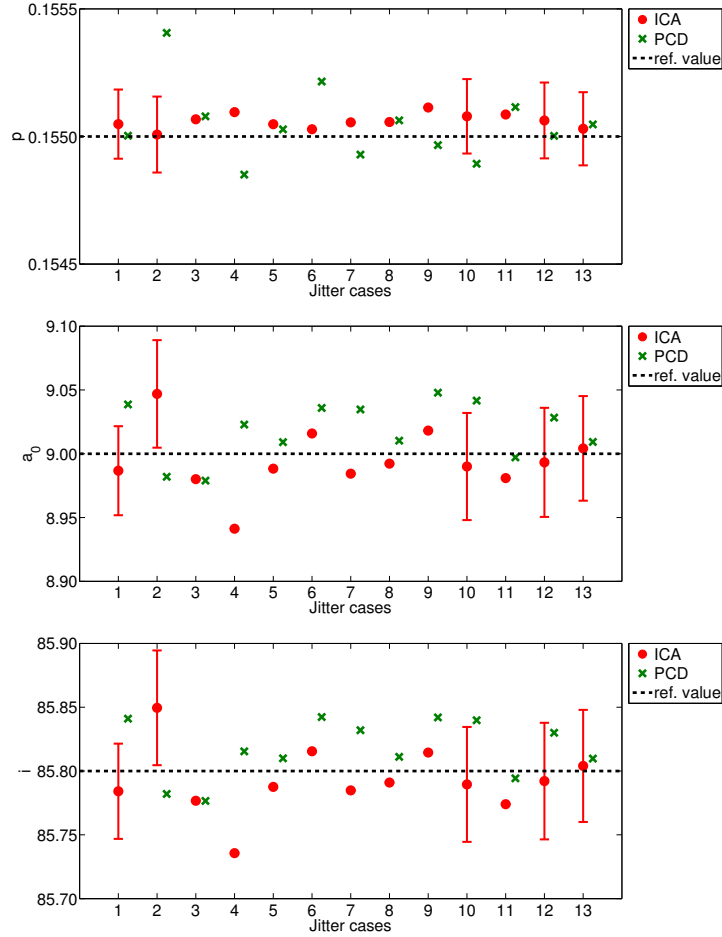 0.1555
0.1550
0.1545
p
1 2 3 4 5 6 7 8 9 10 11 12 13
Jitter cases
ICA
PCD
ref. value
9.10
9.05
9.00
8.95
8.90
a0
1 2 3 4 5 6 7 8 9 10 11 12 13
Jitter cases
ICA
PCD
ref. value
85.90
85.85
85.80
85.75
85.70
i
1 2 3 4 5 6 7 8 9 10 11 12 13
Jitter cases
ICA
PCD
ref. value